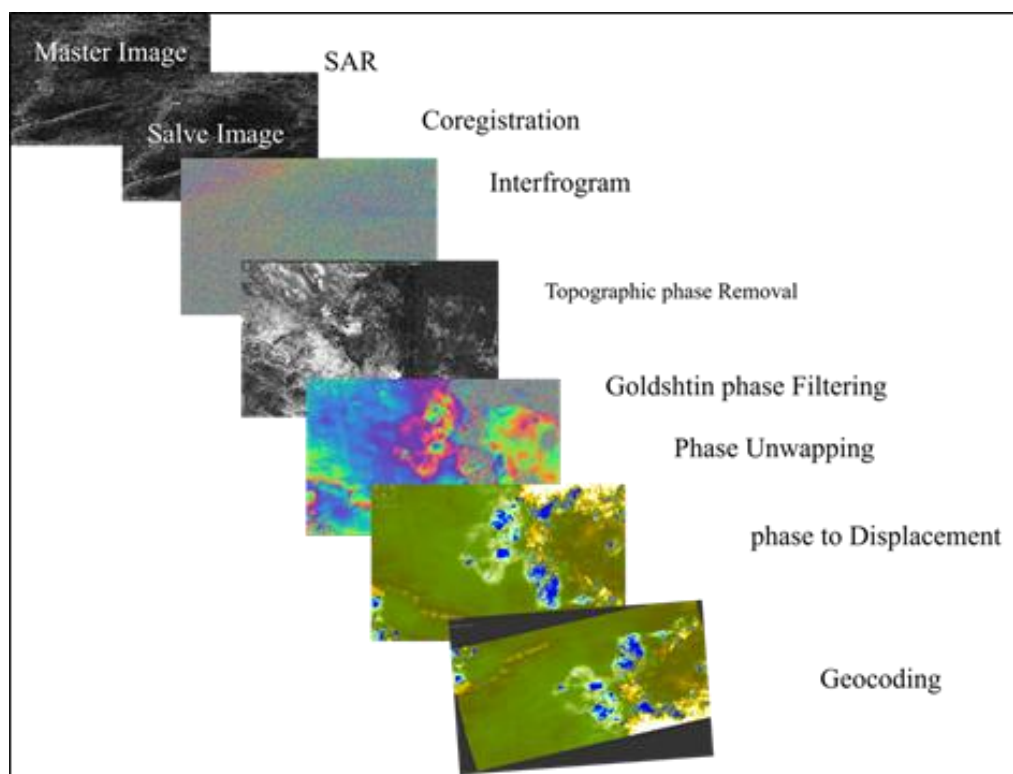 Master Image
SAR
Salve Image
Coregistration
Interfrogram
Topographic phase Removal
Goldshtin phase Filtering
Phase Unwapping
phase to Displacement
Geocoding